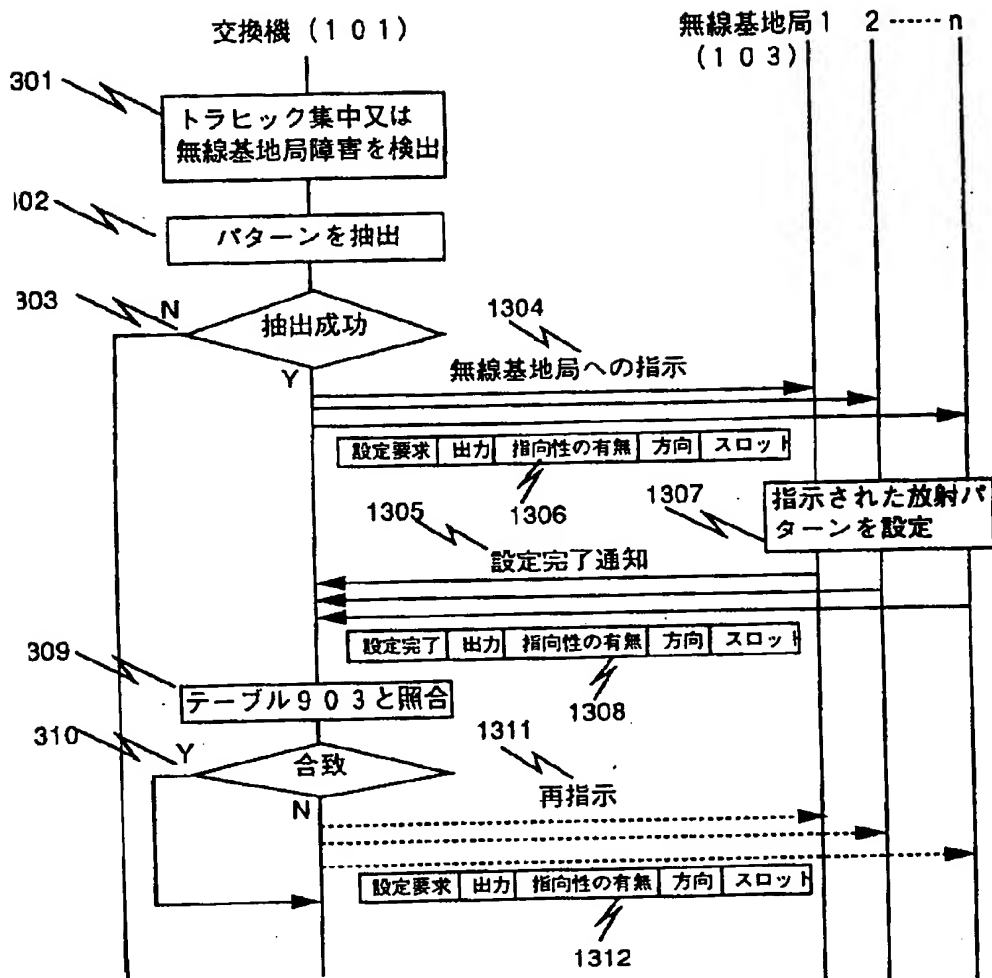 交換機(101)
無線基地局1 2 ······ n
(103)
301
トラヒック集中又は
無線基地局障害を検出
302
パターンを抽出
303
N
抽出成功
Y
1304
無線基地局への指示
設定要求 出力 指向性の有無 方向 スロット
1306
1307
指示された放射パ
ターンを設定
1305
設定完了通知
設定完了 出力 指向性の有無 方向 スロット
1308
309
テーブル903と照合
310
Y
合致
N
1311
再指示
設定要求 出力 指向性の有無 方向 スロット
1312